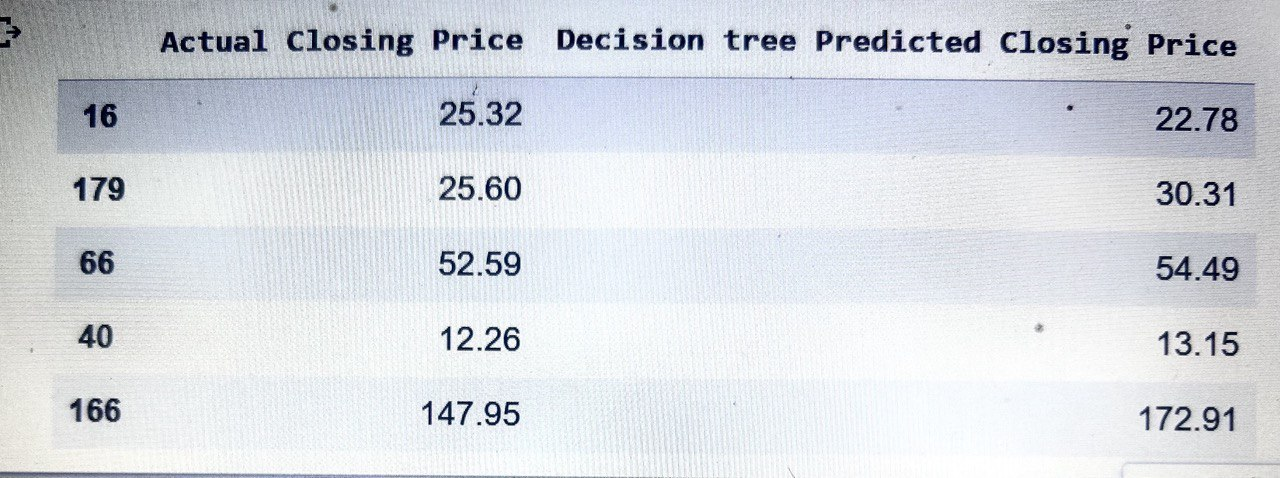 Actual Closing Price Decision tree Predicted Closing Price
16 25.32 22.78
179 25.60 30.31
66 52.59 54.49
40 12.26 13.15
166 147.95 172.91